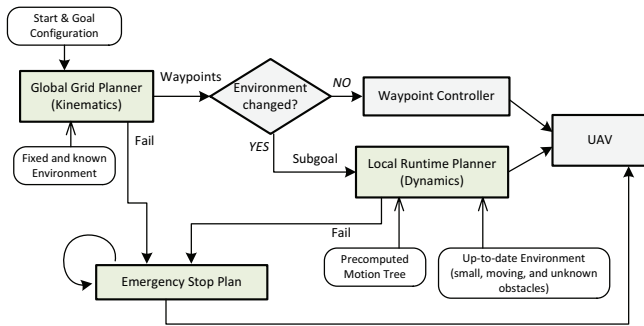 Start & Goal
Configuration
Global Grid Planner
(Kinematics)
Waypoints
Environment
changed?
NO
Waypoint Controller
UAV
Fixed and known
Environment
Fail
YES
Subgoal
Local Runtime Planner
(Dynamics)
Fail
Precomputed
Motion Tree
Up-to-date Environment
(small, moving, and unknown
obstacles)
Emergency Stop Plan